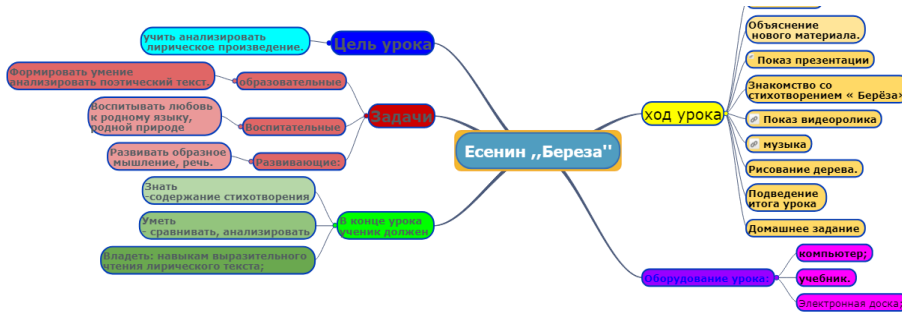 учить анализировать
лирическое произведение.
Цель урока
Формировать умение
анализировать поэтический текст.
образовательные
Воспитывать любовь
к родному языку,
родной природе
Воспитательные
Задачи
Развивать образное
мышление, речь.
Развивающие:
Знать
-содержание стихотворения
Уметь
- сравнивать, анализировать
Владеть: навыкам выразительного
чтения лирического текста;
В конце урока
ученик должен
Есенин ,,Береза''
ход урока
Объяснение
нового материала.
Показ презентации
Знакомство со
стихотворением « Берёза»
Показ видеоролика
музыка
Рисование дерева.
Подведение
итога урока
Домашнее задание
Оборудование урока:
компьютер;
учебник.
Электронная доска;